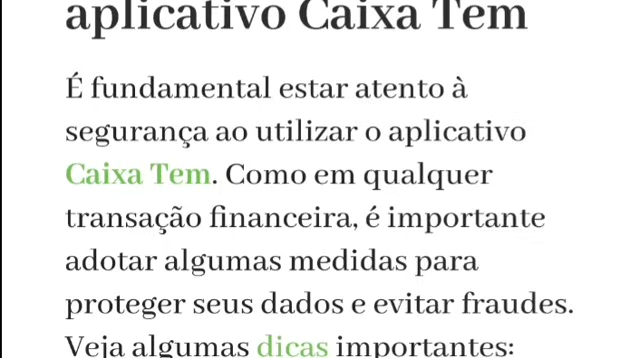 aplicativo Caixa Tem
É fundamental estar atento à
segurança ao utilizar o aplicativo
Caixa Tem. Como em qualquer
transação financeira, é importante
adotar algumas medidas para
proteger seus dados e evitar fraudes.
Veja algumas dicas importantes: